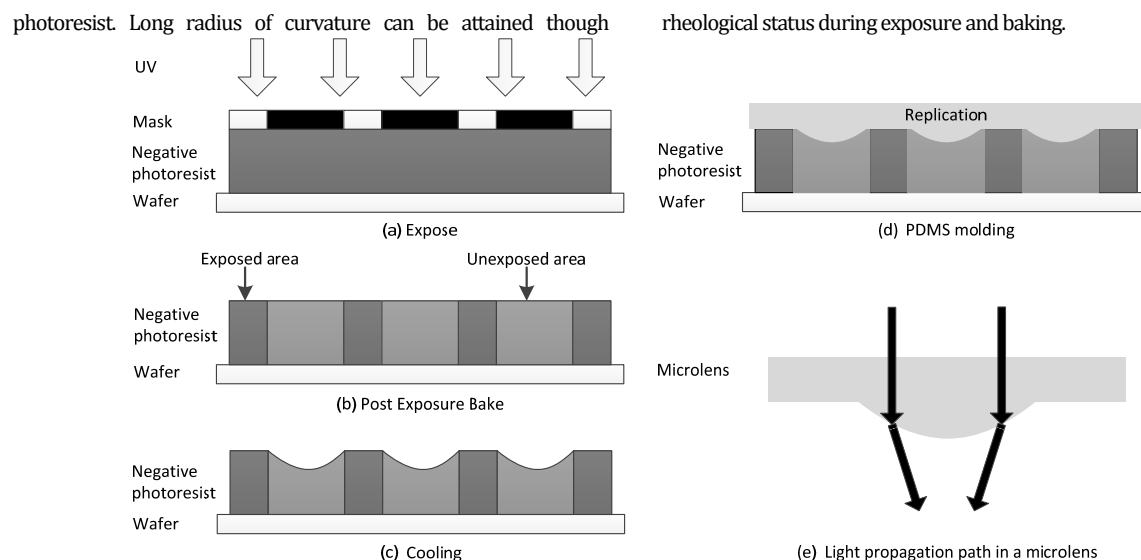 photoresist. Long radius of curvature can be attained though
UV
Mask
Negative
photoresist
Wafer
(a) Expose
Exposed area
Unexposed area
Negative
photoresist
Wafer
(b) Post Exposure Bake
Negative
photoresist
Wafer
(c) Cooling
rheological status during exposure and baking.
Replication
Negative
photoresist
Wafer
(d) PDMS molding
Microlens
(e) Light propagation path in a microlens